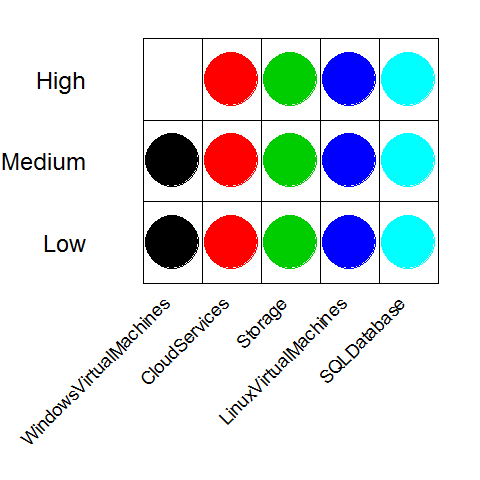 High
Medium
Low
WindowsVirtualMachines
CloudServices
Storage
LinuxVirtualMachines
SQLDatabase